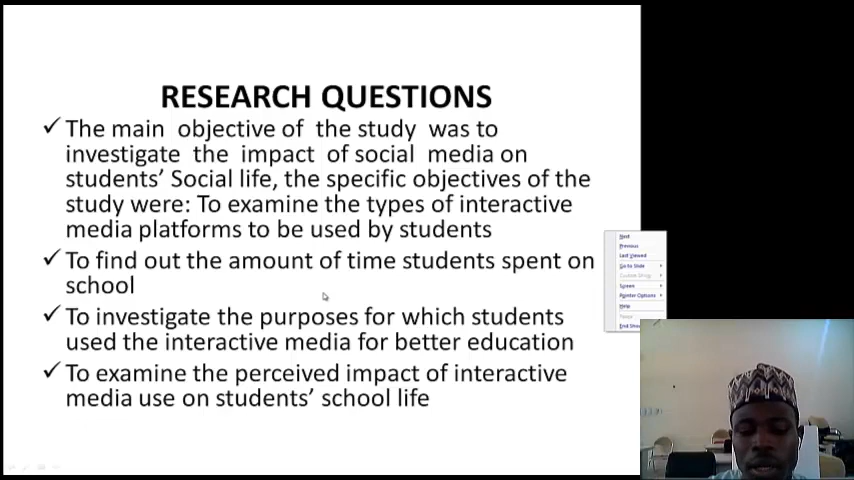 RESEARCH QUESTIONS
✓ The main objective of the study was to
investigate the impact of social media on
students’ Social life, the specific objectives of the
study were: To examine the types of interactive
media platforms to be used by students
✓ To find out the amount of time students spent on
school
✓ To investigate the purposes for which students
used the interactive media for better education
✓ To examine the perceived impact of interactive
media use on students’ school life
Next
Previous
Last Viewed
Go to Slide
Custom Show
Screen
Pointer Options
Help
Pause
End Show